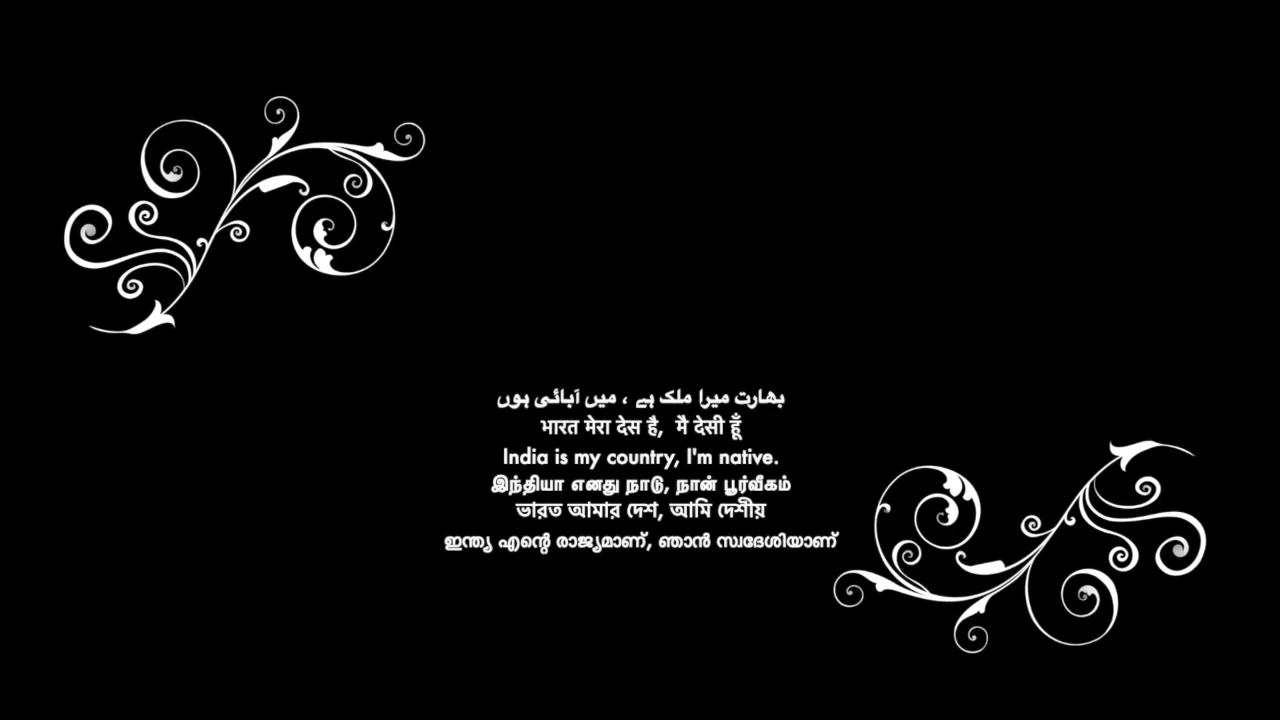 بھارت میرا ملک ہے ، میں آبائی ہوں
भारत मेरा देस है, मै देसी हूँ
India is my country, I'm native.
இந்தியா எனது நாடு, நான் பூர்வீகம்
ভারত আমার দেশ, আমি দেশীয়
ഇന്ത്യ എന്റെ രാജ്യമാണ്, ഞാൻ സ്വദേശിയാണ്